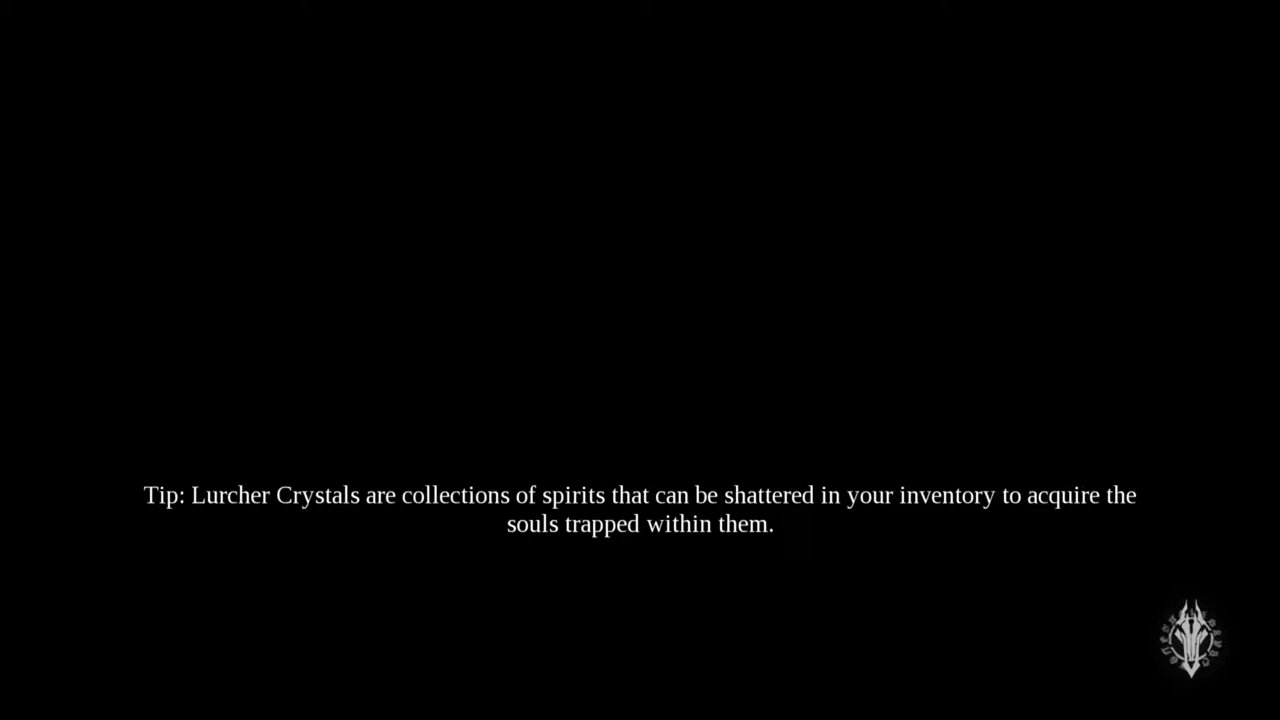 Tip: Lurcher Crystals are collections of spirits that can be shattered in your inventory to acquire the
souls trapped within them.